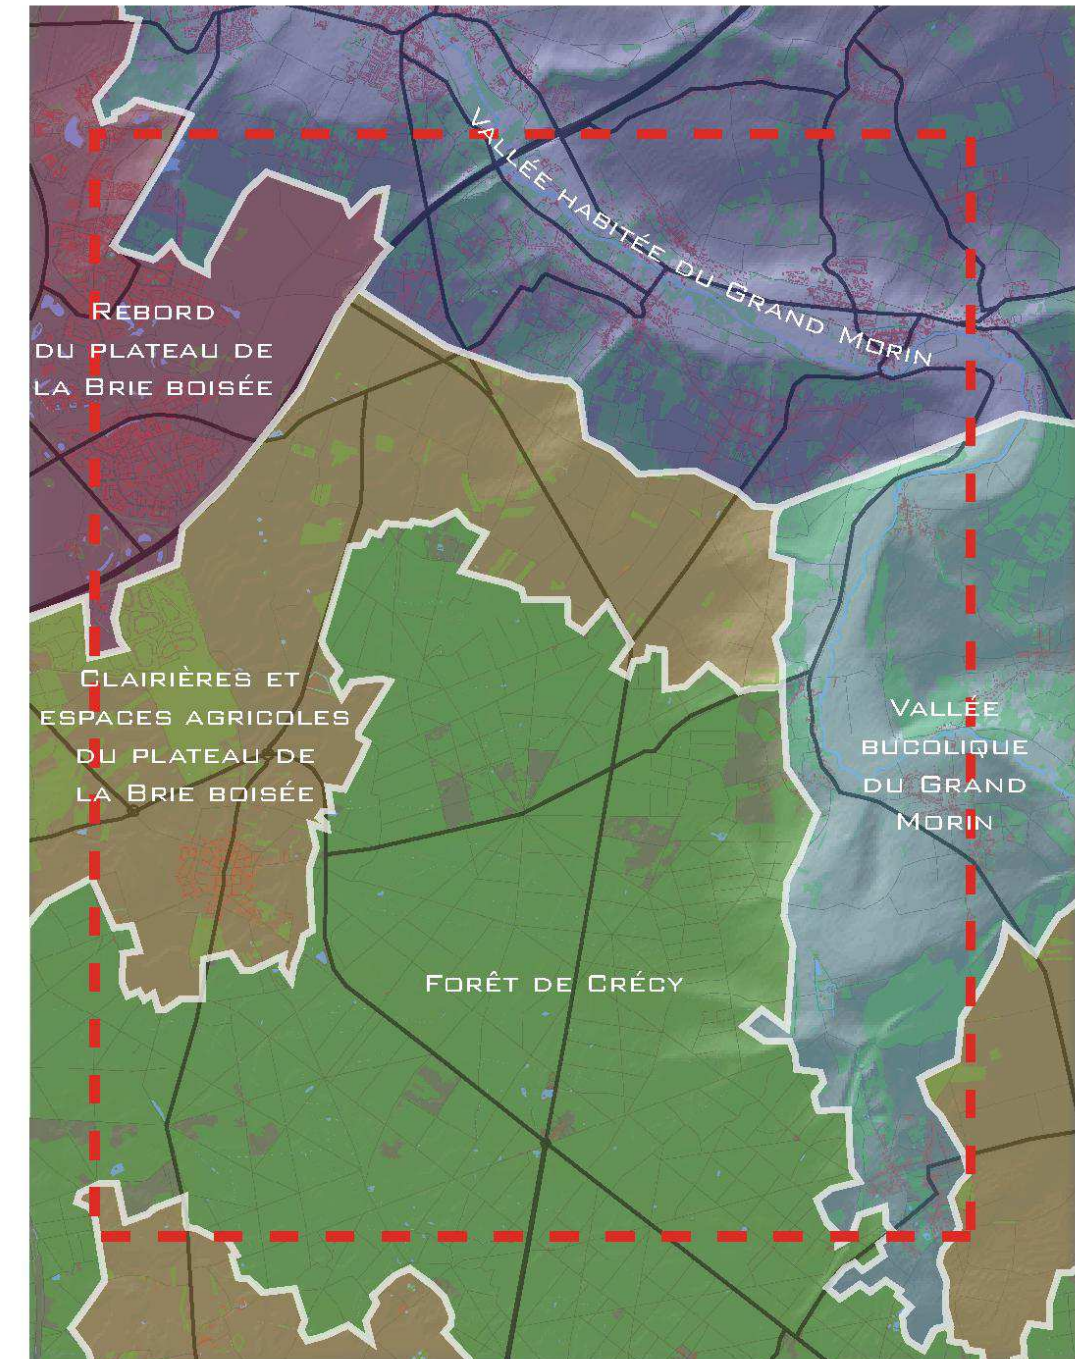 Vallée habitée du Grand Morin
Rebord
du plateau de
la Brie boisée
Clairières et
espaces agricoles
du plateau de
la Brie boisée
Vallée
bucolique
du Grand
Morin
Forêt de Crécy